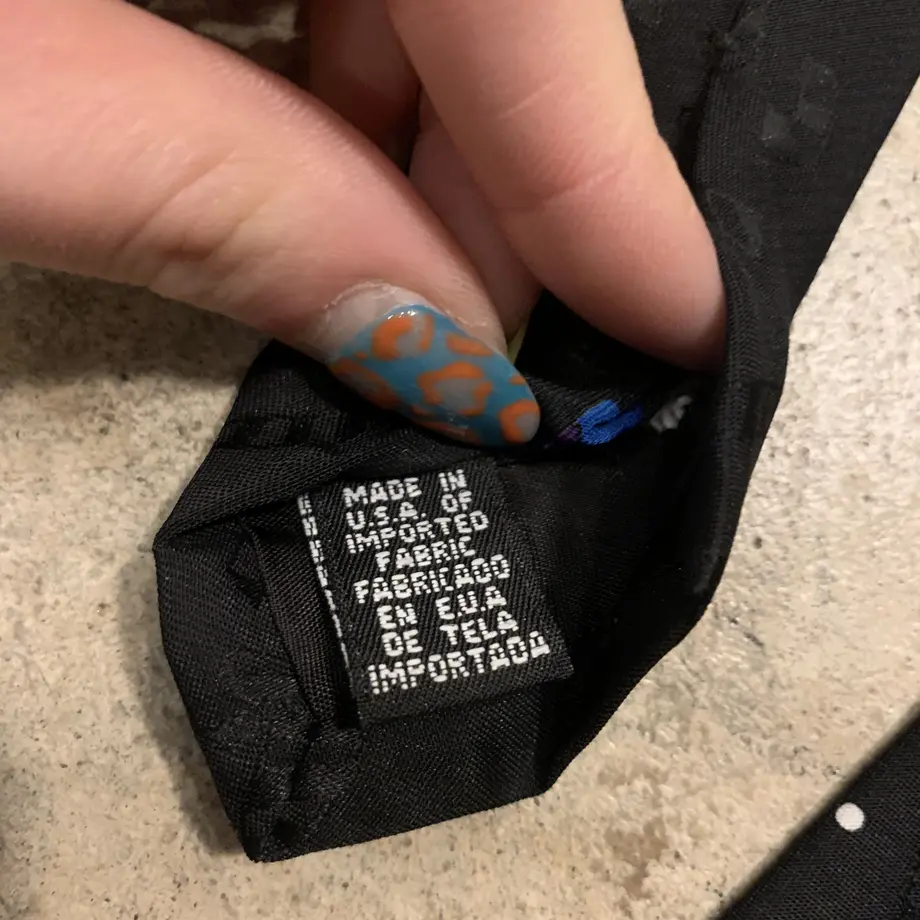 MADE IN
U.S.A. OF
IMPORTED
FABRIC
FABRICADO
EN E.U.A
DE TELA
IMPORTADA